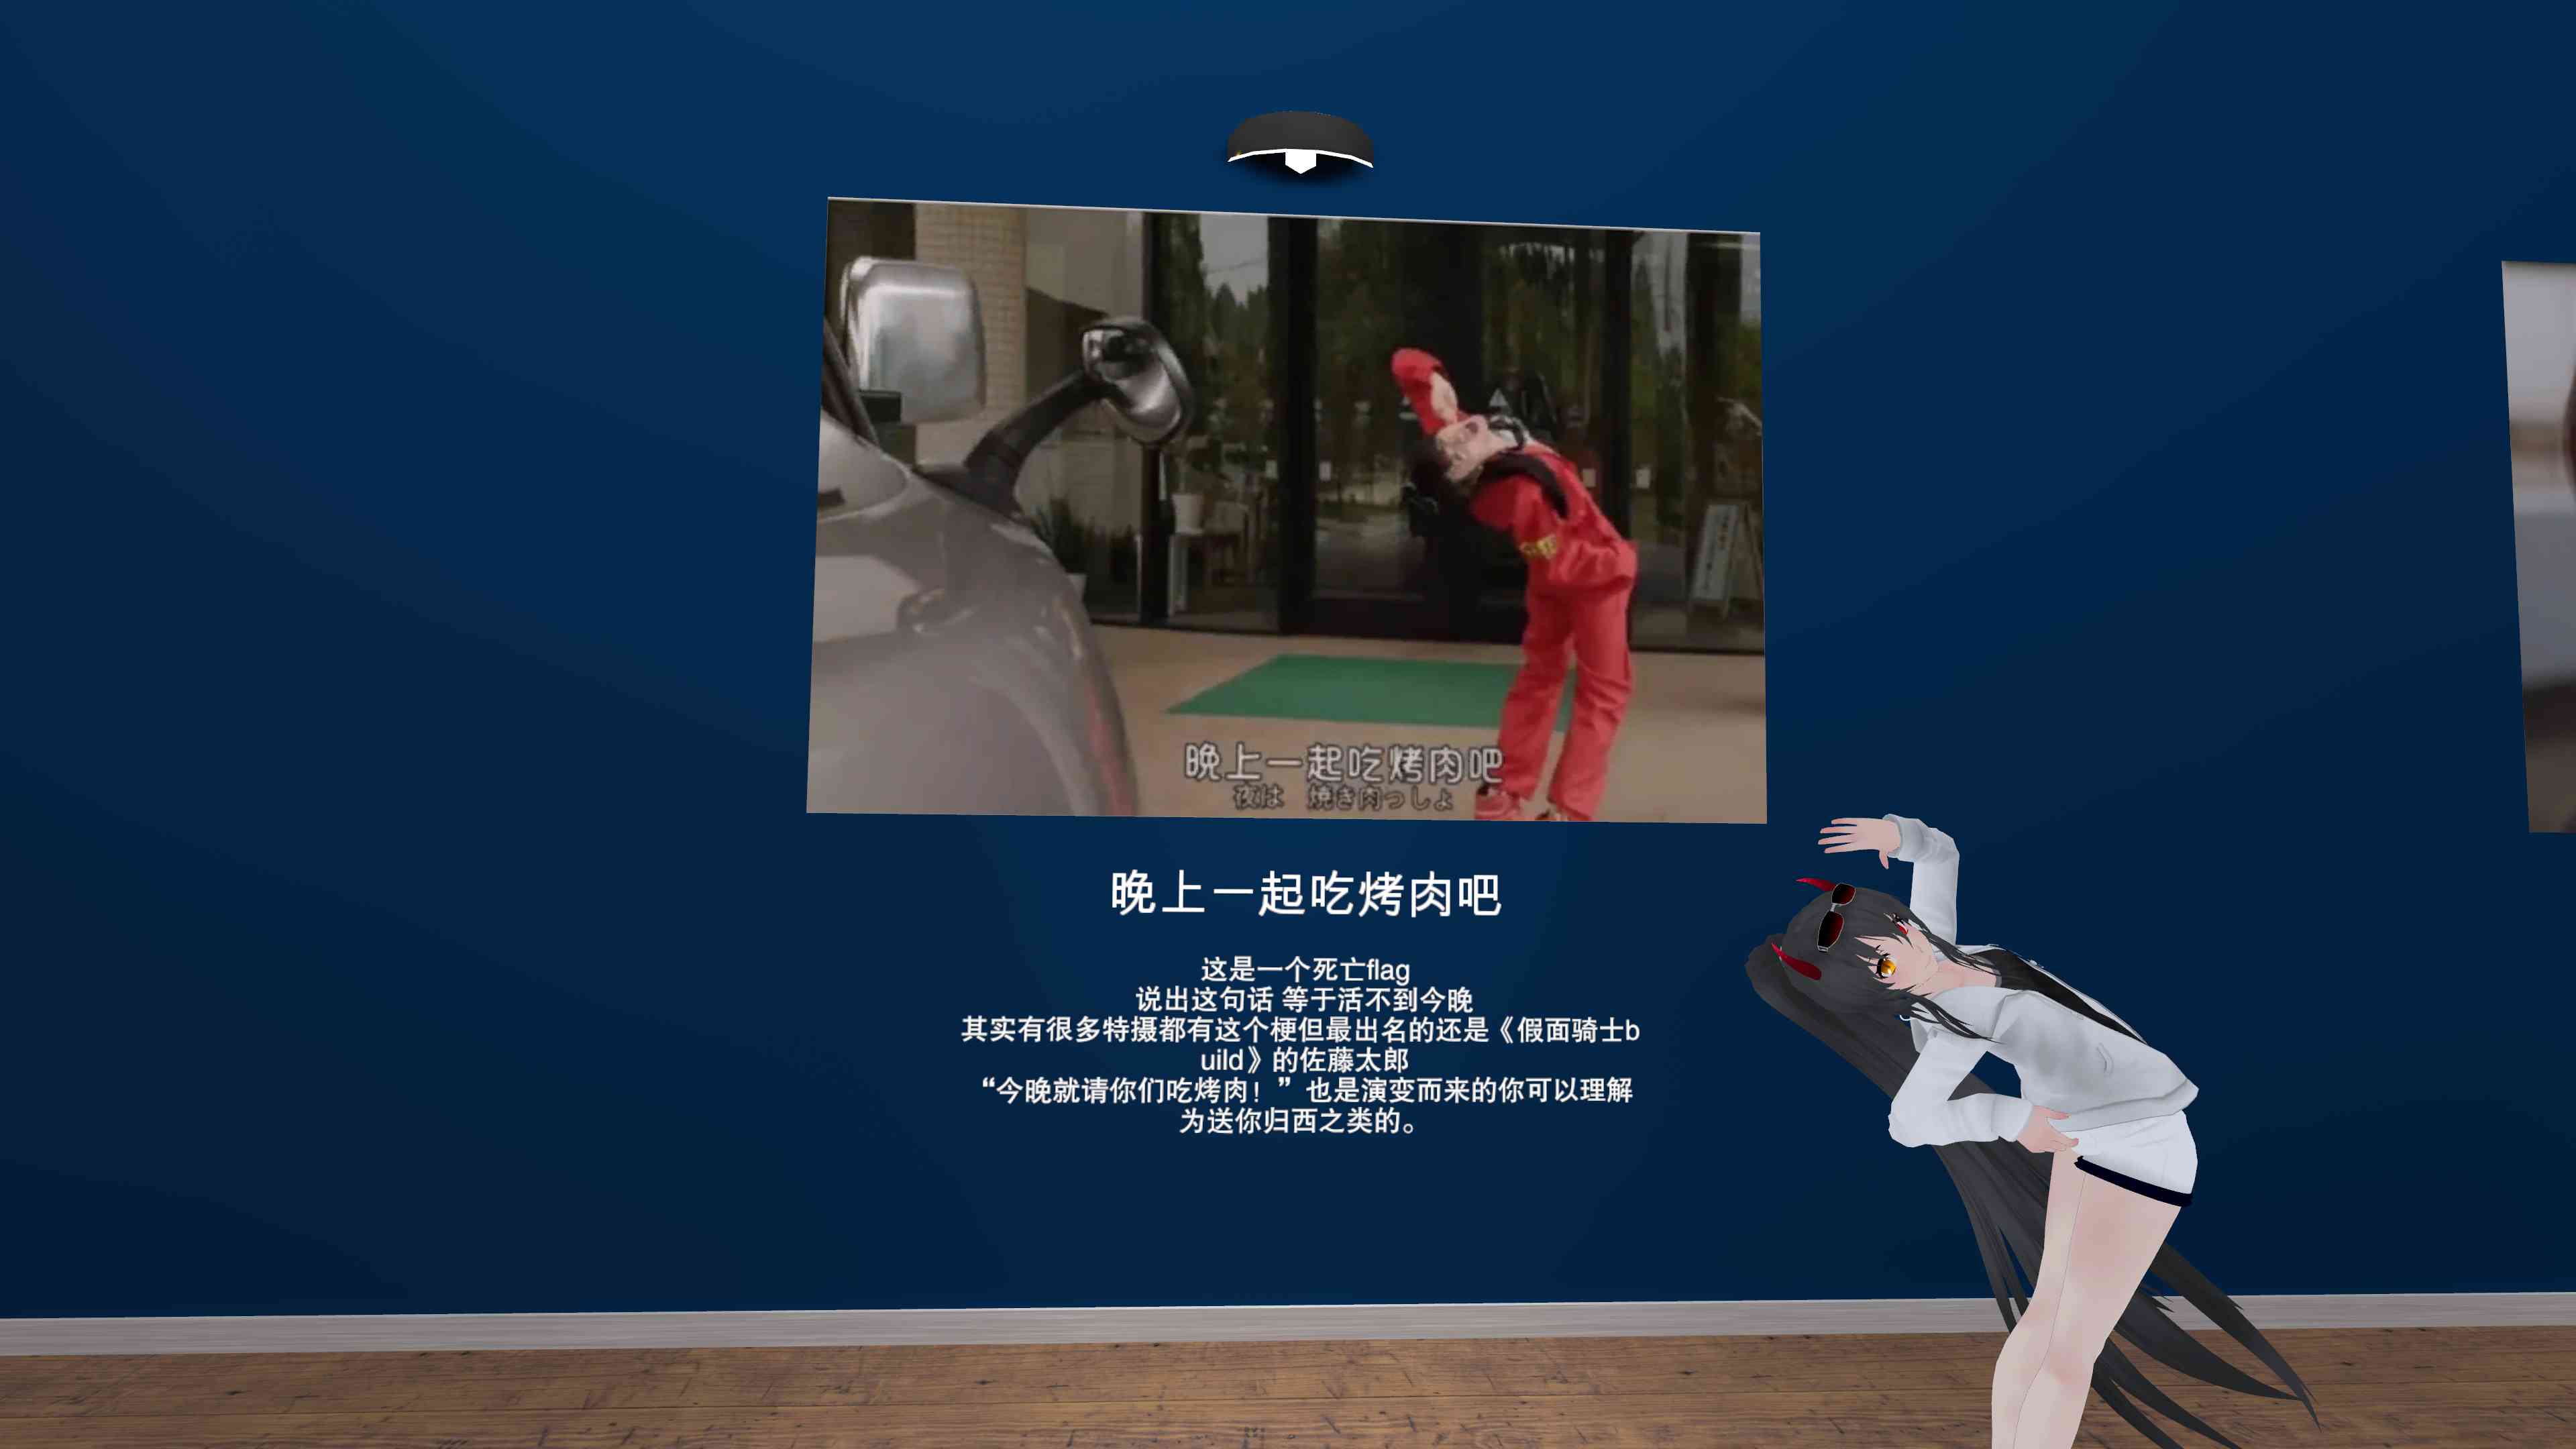 晚上一起吃烤肉吧
夜は 焼き肉っしょ
晚上一起吃烤肉吧
这是一个死亡flag
说出这句话 等于活不到今晚
其实有很多特摄都有这个梗但最出名的还是《假面骑士b
uild》的佐藤太郎
“今晚就请你们吃烤肉！”也是演变而来的你可以理解
为送你归西之类的。